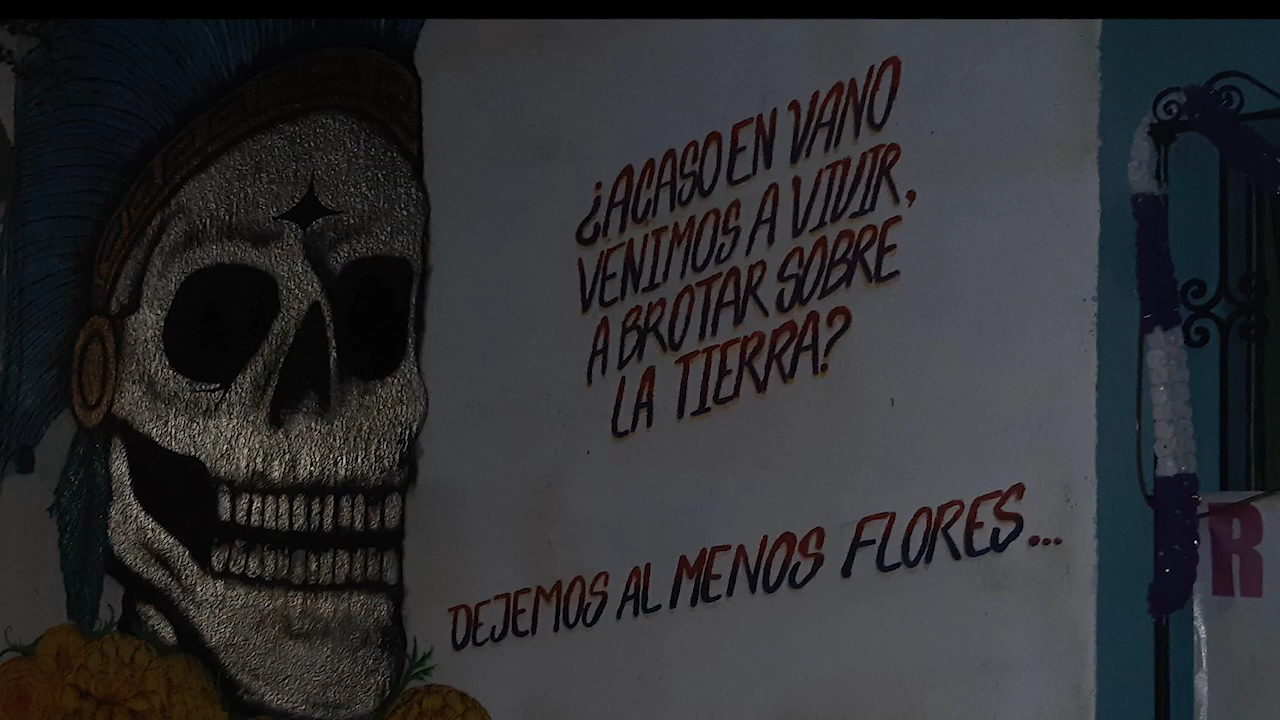 ¿ACASO EN VANO
VENIMOS A VIVIR,
A BROTAR SOBRE
LA TIERRA?
DEJEMOS AL MENOS FLORES...
R